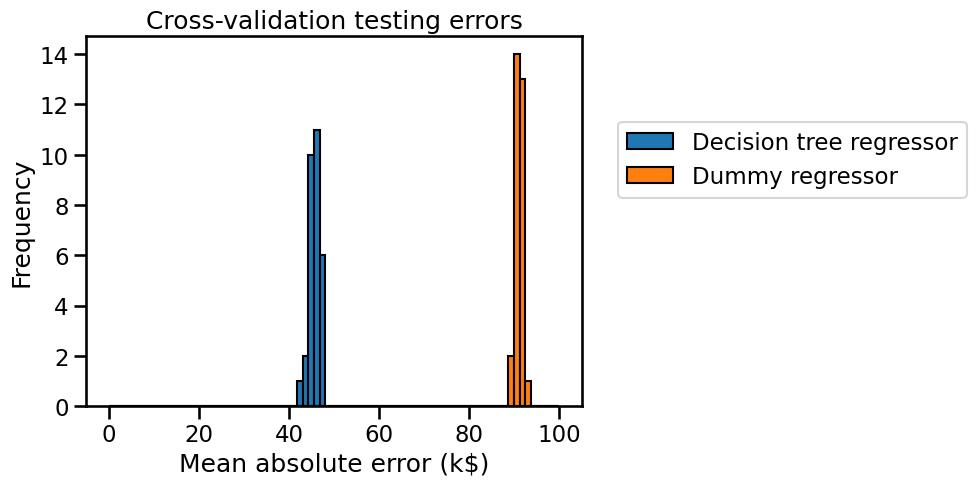 Cross-validation testing errors
Frequency
14
12
10
8
6
4
2
0
0 20 40 60 80 100
Mean absolute error (k$)
Decision tree regressor
Dummy regressor